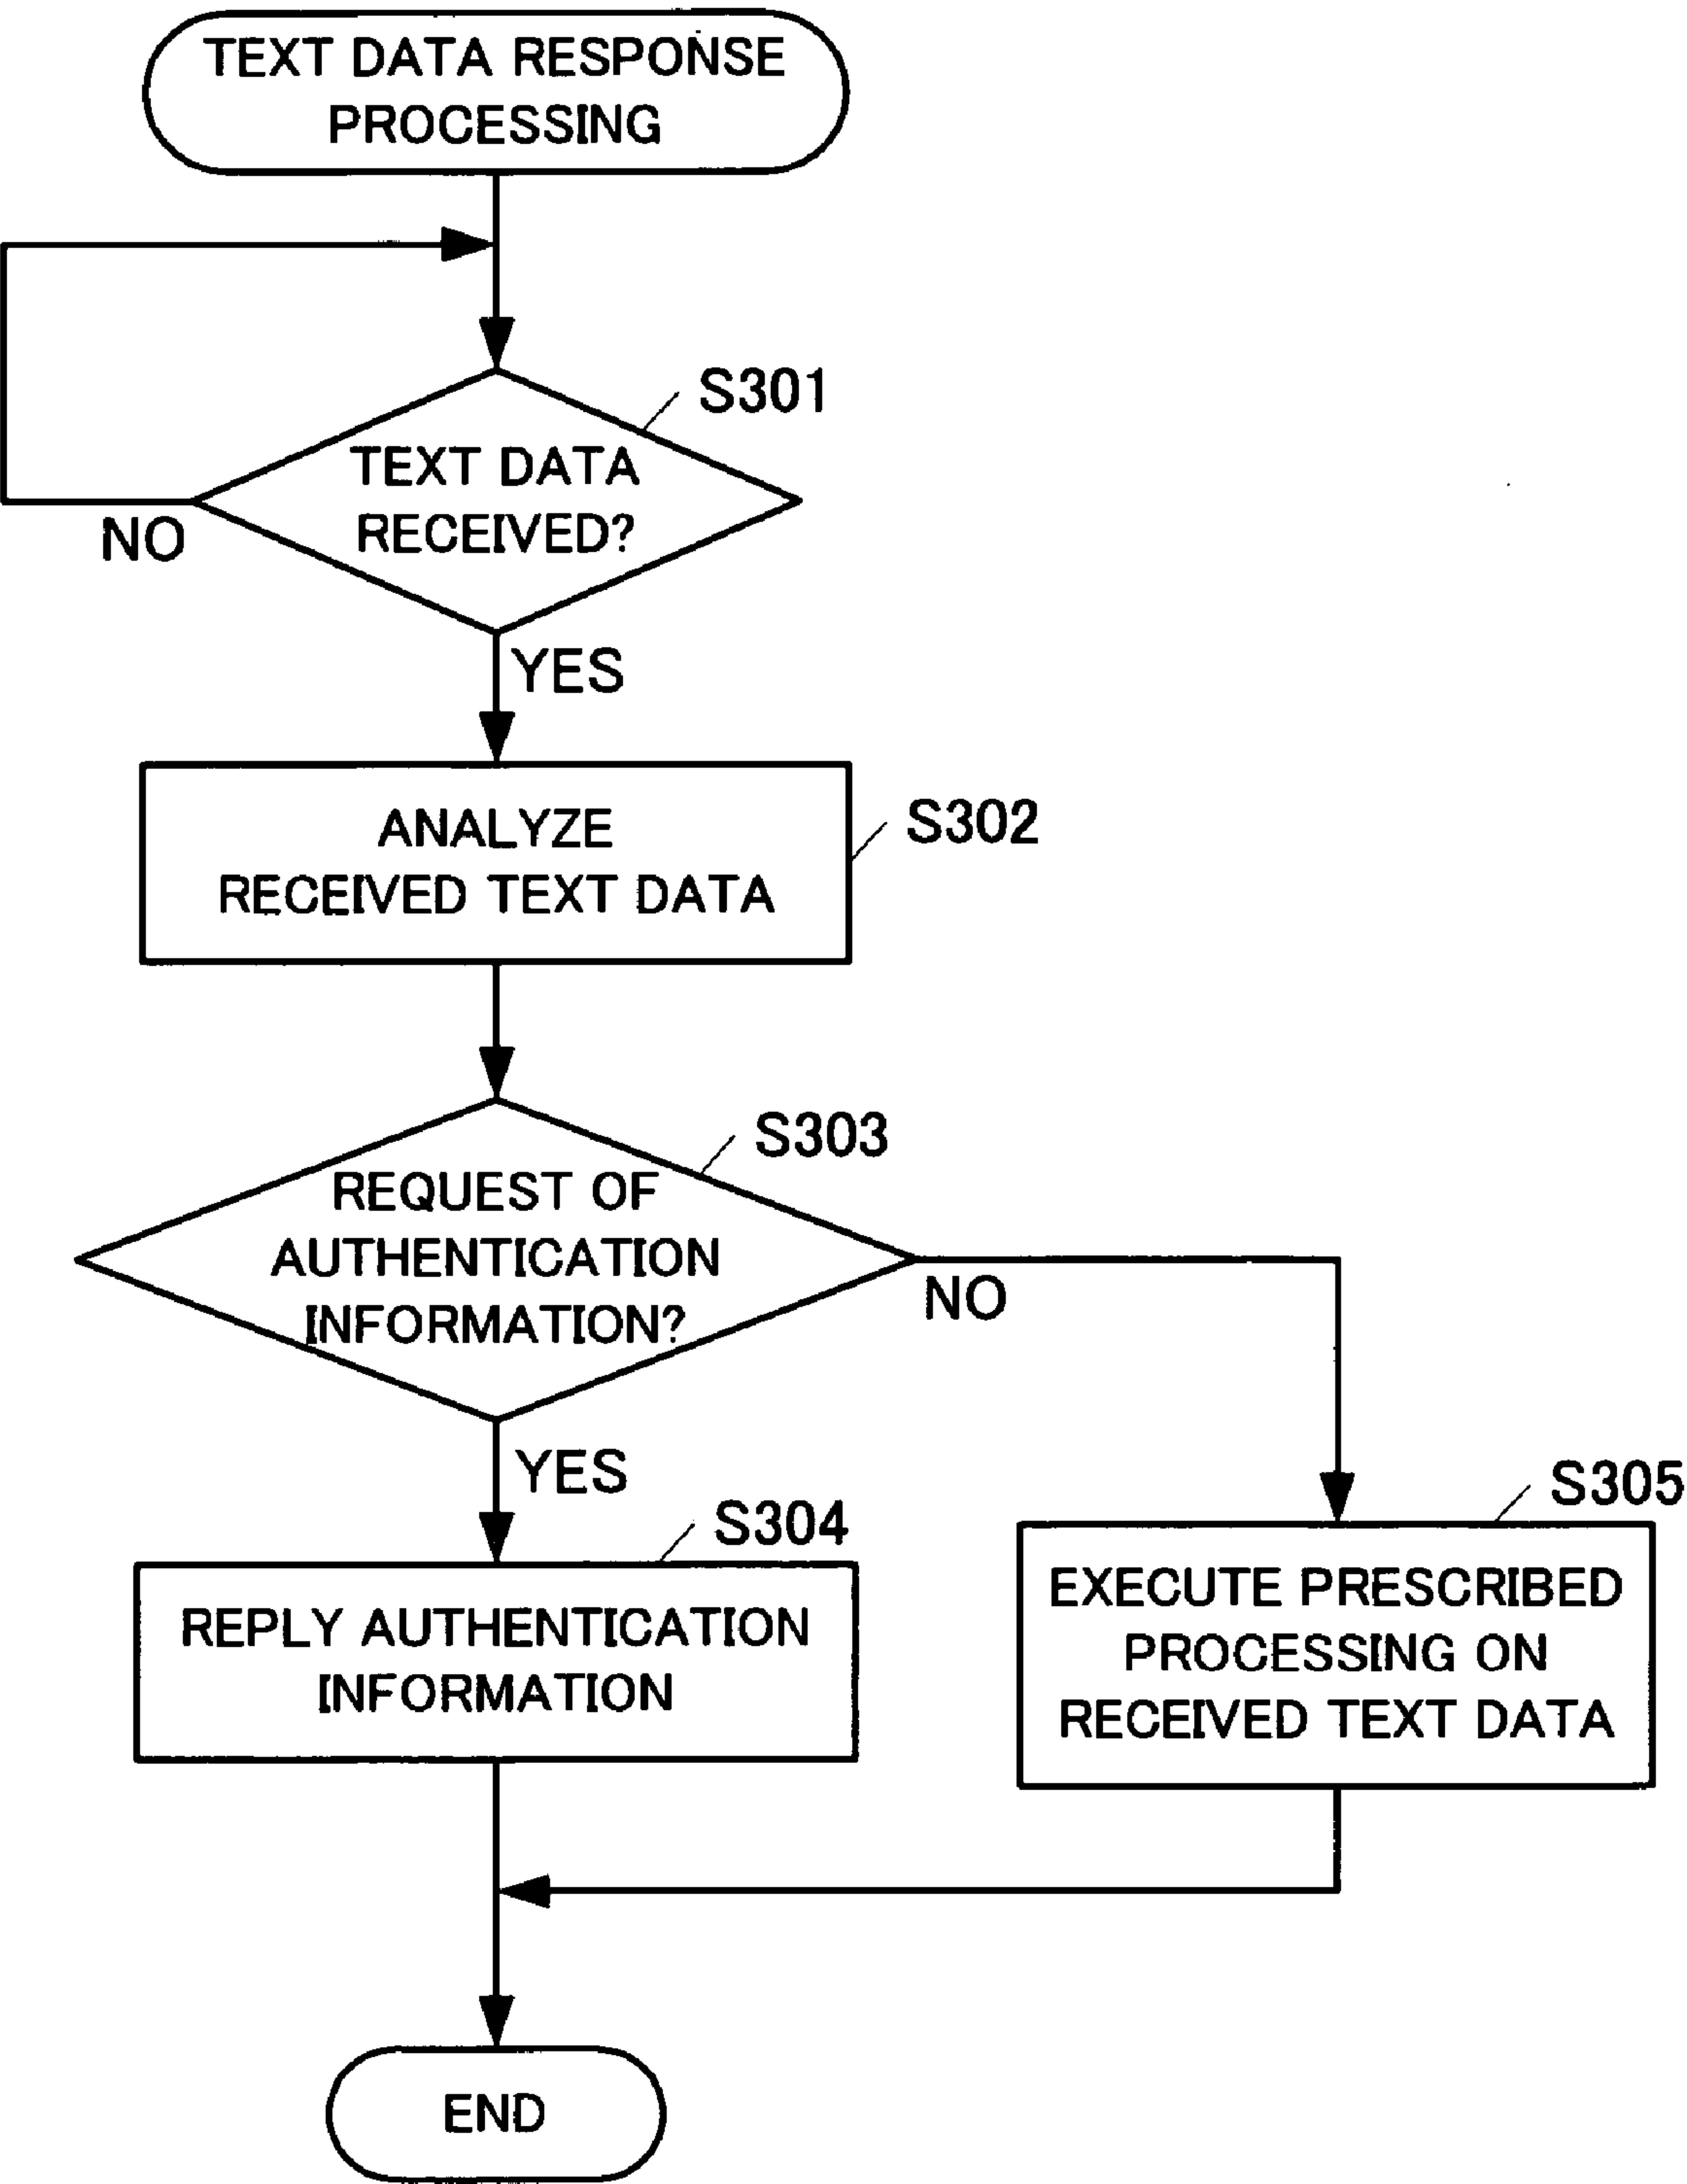 TEXT DATA RESPONSE
PROCESSING
S301
TEXT DATA
RECEIVED?
NO
YES
S302
ANALYZE
RECEIVED TEXT DATA
S303
REQUEST OF
AUTHENTICATION
INFORMATION?
NO
YES
S304
REPLY AUTHENTICATION
INFORMATION
S305
EXECUTE PRESCRIBED
PROCESSING ON
RECEIVED TEXT DATA
END